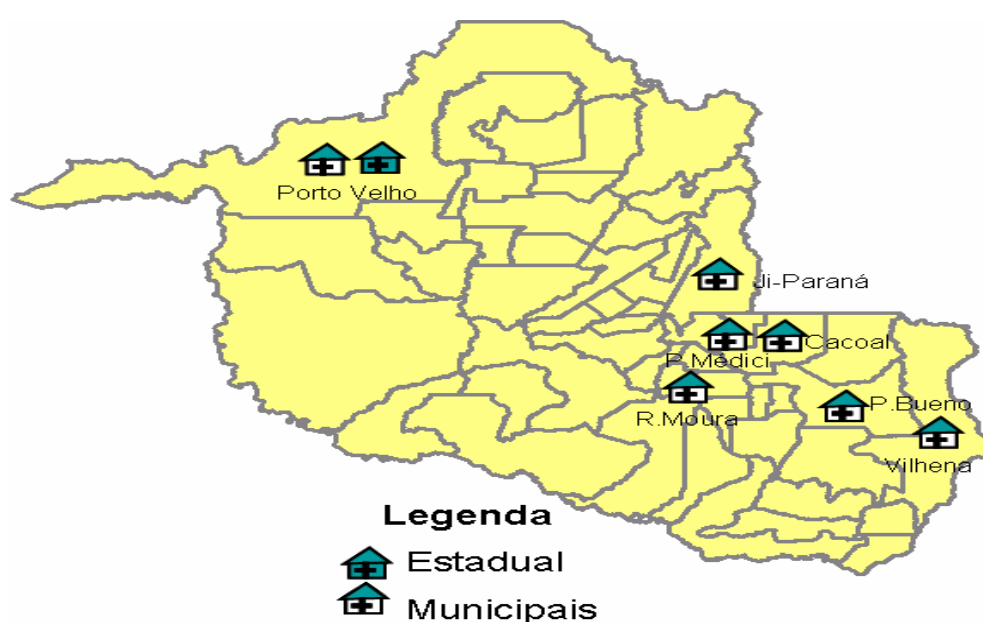 Porto Velho
Ji-Paraná
Cacoal
P.Médici
R.Moura
P.Bueno
Vilhena
Legenda
Estadual
Municipais